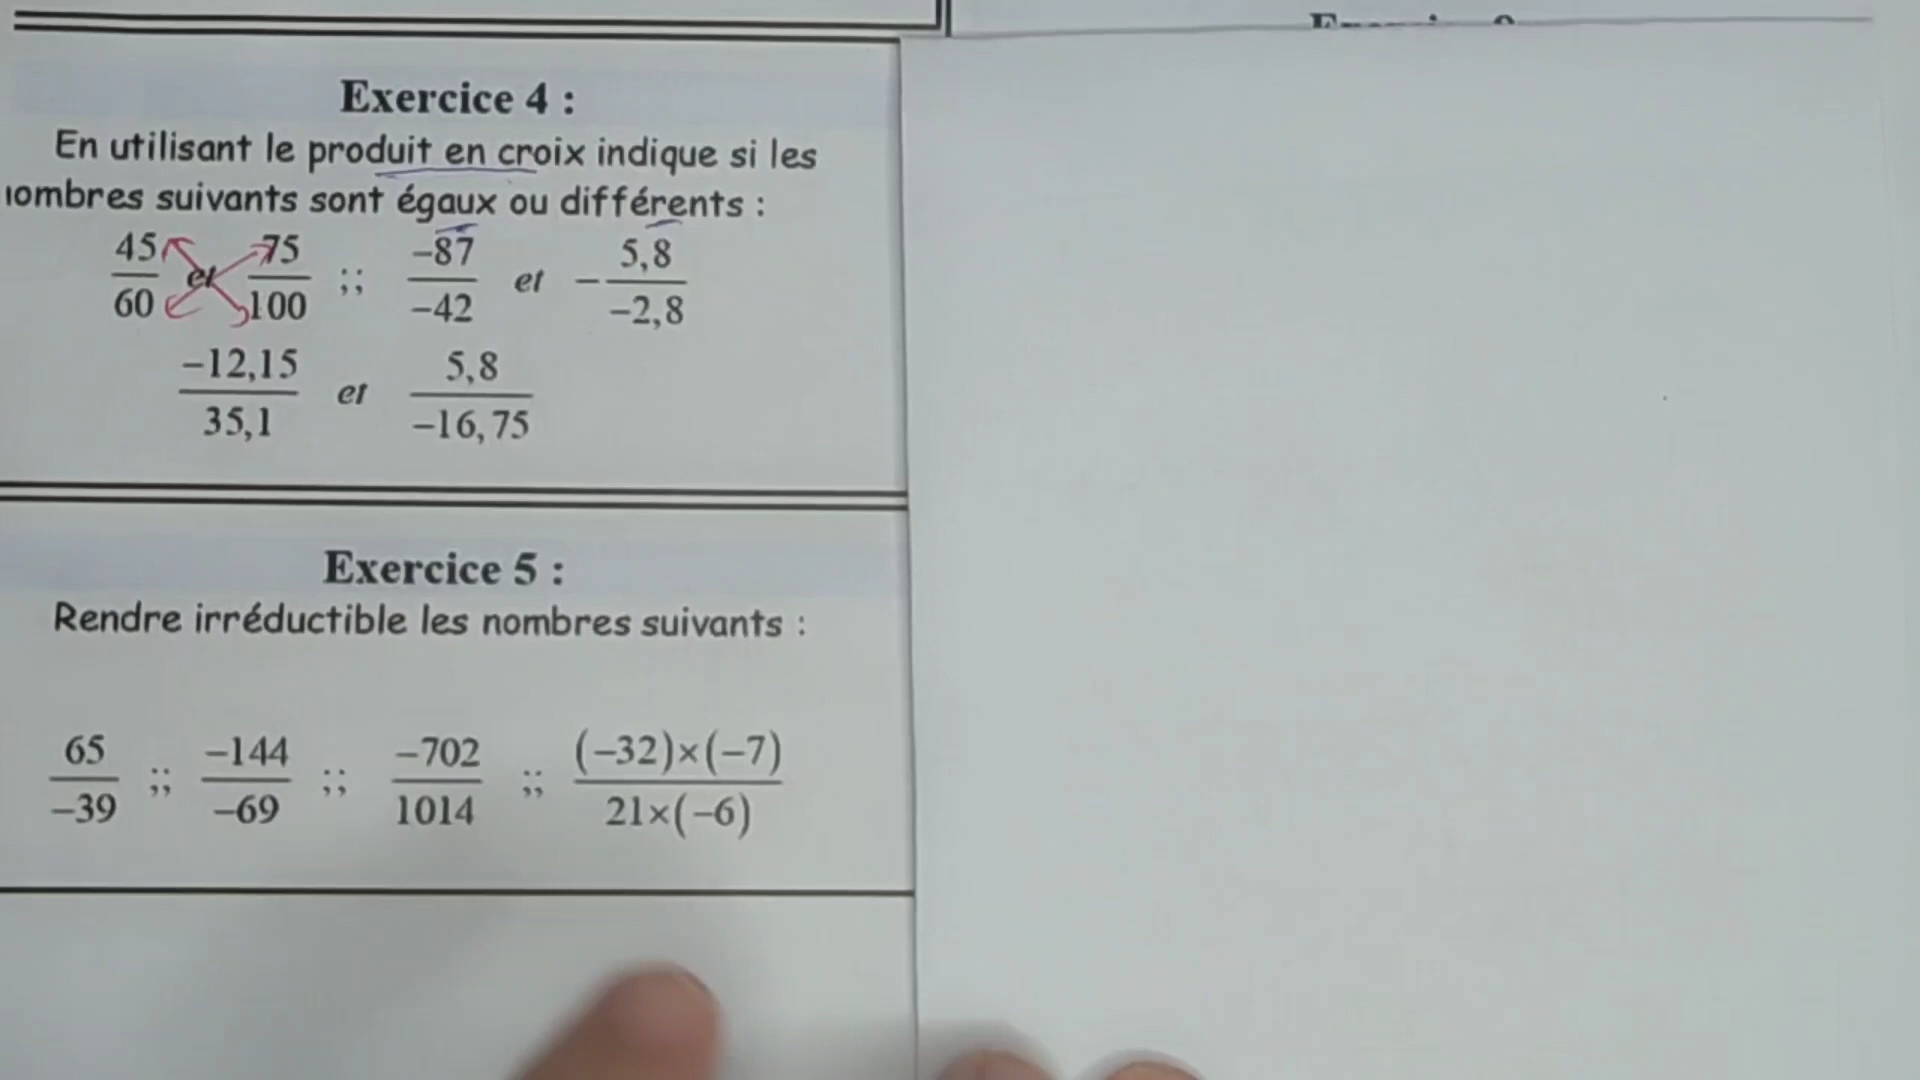 Exercice 4 :
En utilisant le produit en croix indique si les
ombres suivants sont égaux ou différents :
45/60 et 75/100 ;; −87/−42 et −5,8/−2,8
−12,15/35,1 et 5,8/−16,75
Exercice 5 :
Rendre irréductible les nombres suivants :
65/−39 ;; −144/−69 ;; −702/1014 ;; (−32)×(−7)/21×(−6)